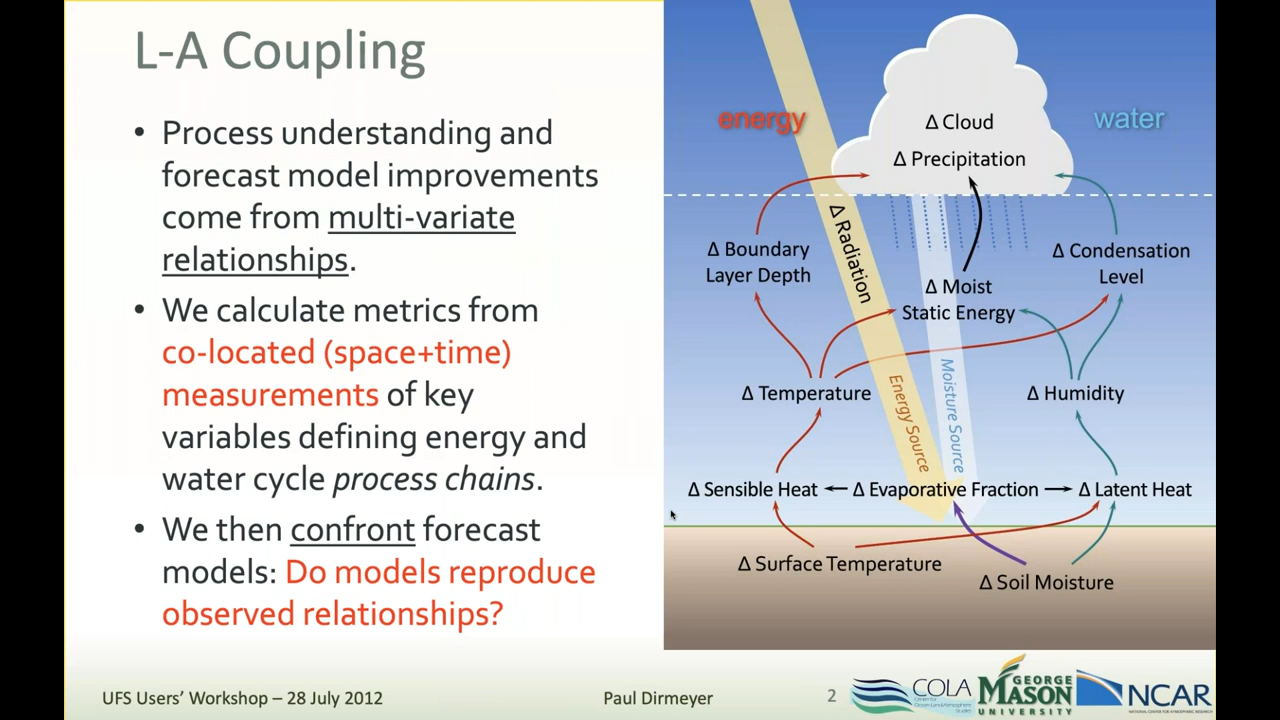 L-A Coupling
• Process understanding and
forecast model improvements
come from multi-variate
relationships.
• We calculate metrics from
co-located (space+time)
measurements of key
variables defining energy and
water cycle process chains.
• We then confront forecast
models: Do models reproduce
observed relationships?
energy
water
Δ Cloud
Δ Precipitation
Δ Radiation
Δ Boundary
Layer Depth
Δ Condensation
Level
Δ Moist
Static Energy
Δ Temperature
Δ Humidity
Energy Source
Moisture Source
Δ Sensible Heat
Δ Evaporative Fraction
Δ Latent Heat
Δ Surface Temperature
Δ Soil Moisture
UFS Users' Workshop – 28 July 2012
Paul Dirmeyer
2
COLA
GEORGE
MASON
UNIVERSITY
NCAR